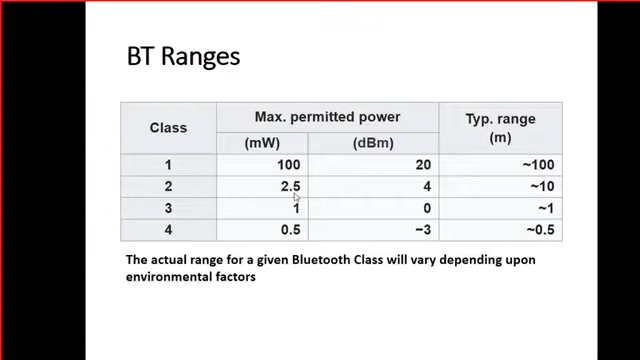 BT Ranges
Class Max. permitted power Typ. range (m)
(mW) (dBm)
1 100 20 ~100
2 2.5 4 ~10
3 1 0 ~1
4 0.5 −3 ~0.5
The actual range for a given Bluetooth Class will vary depending upon
environmental factors